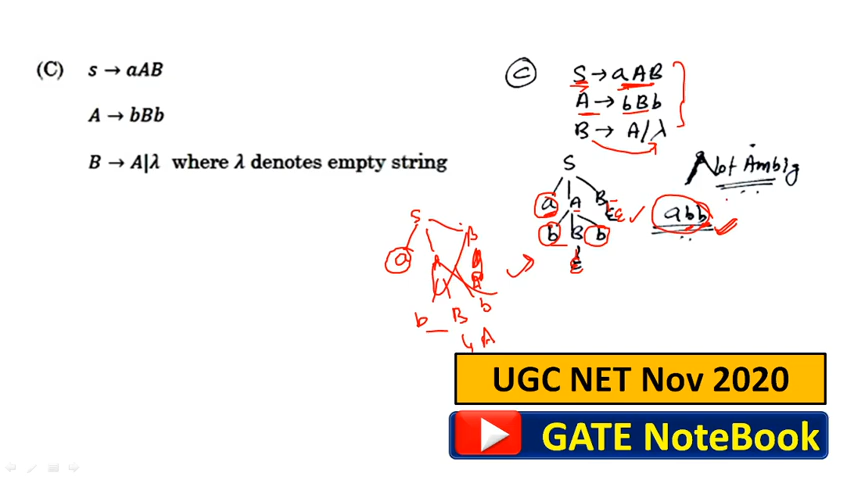 (C) s → aAB
A → bBb
B → A|λ where λ denotes empty string
C
S → aAB
A → bBb
B → A/λ
Not Ambig
S
a A B
ε
b B b
ε
abb
S
a A B
A
b B b
A
UGC NET Nov 2020
GATE NoteBook